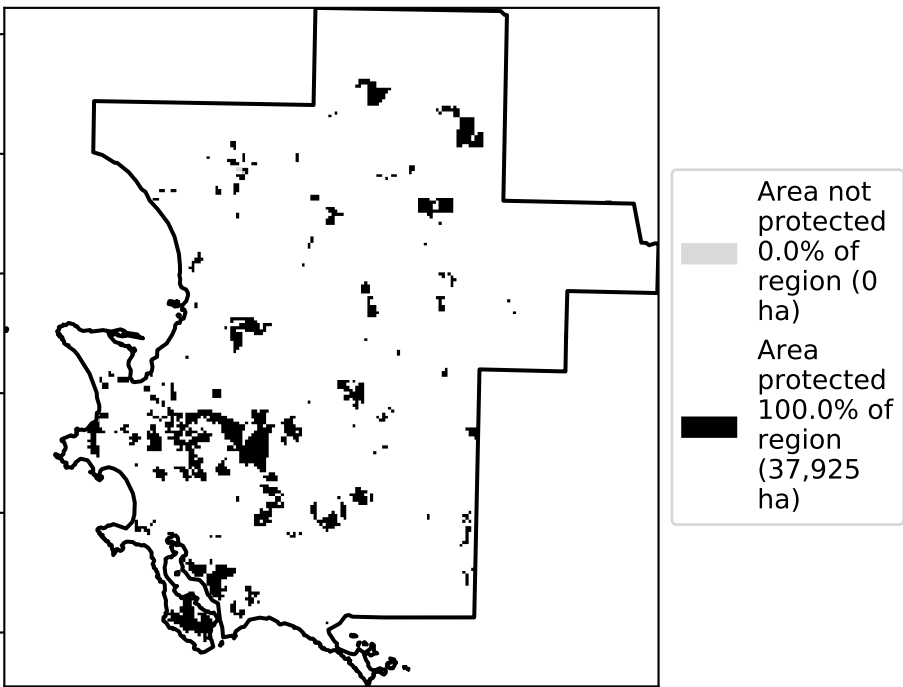 Area not
protected
0.0% of
region (0
ha)
Area
protected
100.0% of
region
(37,925
ha)